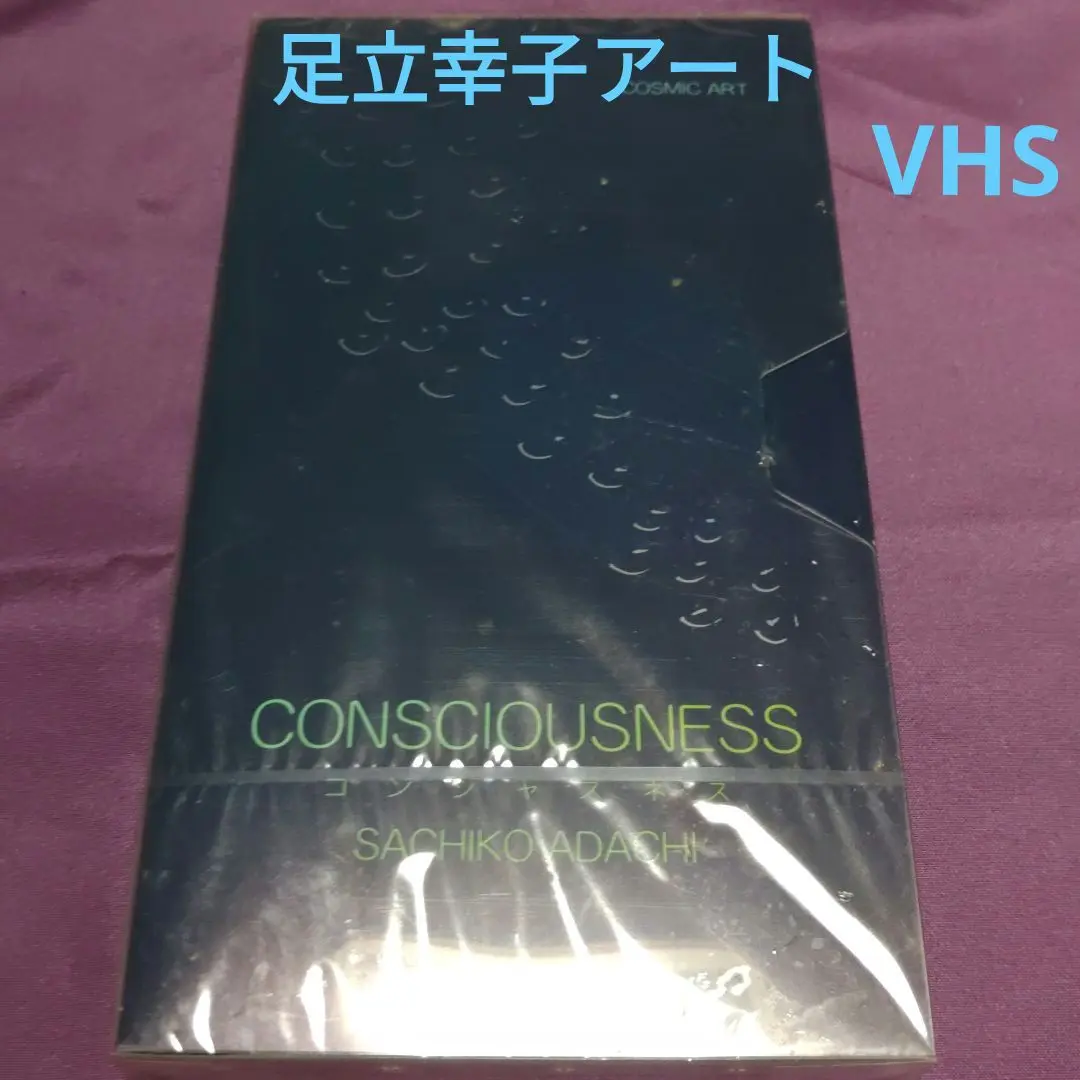 足立幸子アート
COSMIC ART
VHS
CONSCIOUSNESS
コンシャスネス
SACHIKO ADACHI